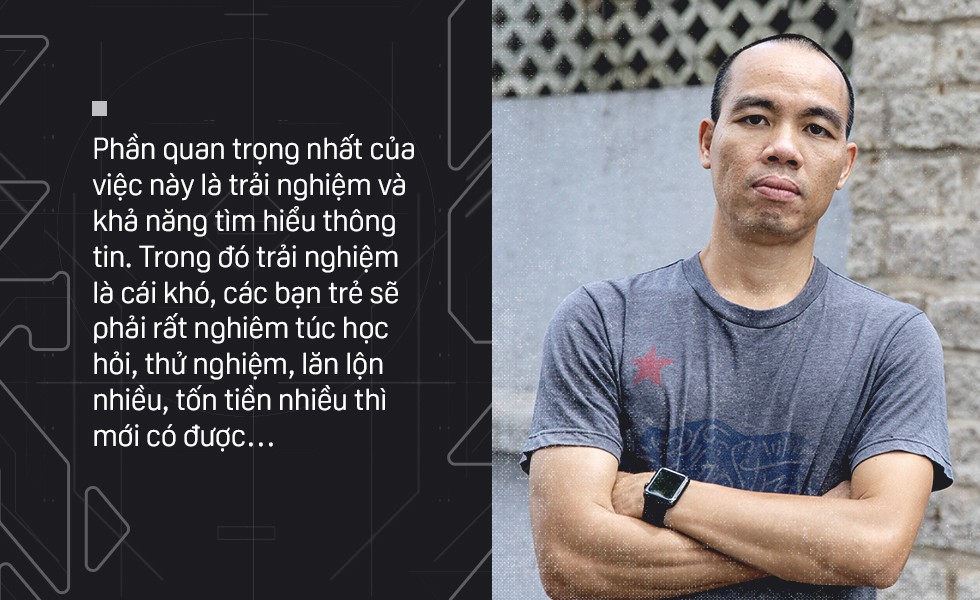 Phần quan trọng nhất của
việc này là trải nghiệm và
khả năng tìm hiểu thông
tin. Trong đó trải nghiệm
là cái khó, các bạn trẻ sẽ
phải rất nghiêm túc học
hỏi, thử nghiệm, lăn lộn
nhiều, tốn tiền nhiều thì
mới có được...